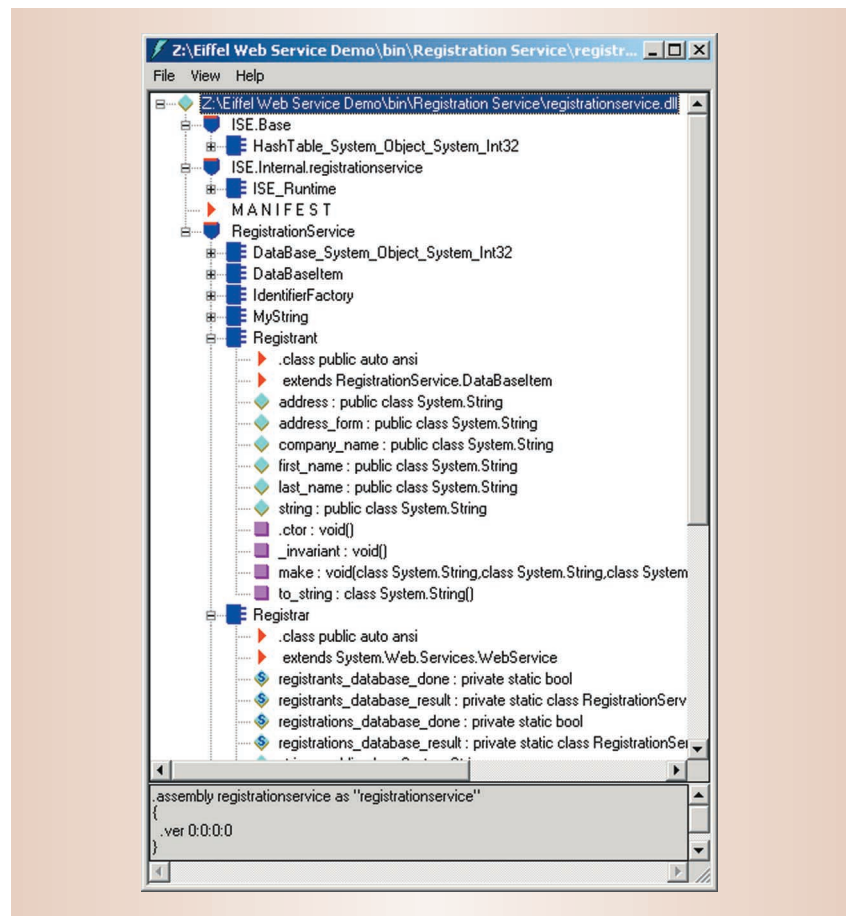 Z:\Eiffel Web Service Demo\bin\Registration Service\registr...
File View Help
Z:\Eiffel Web Service Demo\bin\Registration Service\registrationservice.dll
ISE.Base
HashTable_System_Object_System_Int32
ISE.Internal.registrationservice
ISE_Runtime
M A N I F E S T
RegistrationService
DataBase_System_Object_System_Int32
DataBaseItem
IdentifierFactory
MyString
Registrant
.class public auto ansi
extends RegistrationService.DataBaseItem
address : public class System.String
address_form : public class System.String
company_name : public class System.String
first_name : public class System.String
last_name : public class System.String
string : public class System.String
.ctor : void()
_invariant : void()
make : void(class System.String,class System.String,class System
to_string : class System.String()
Registrar
.class public auto ansi
extends System.Web.Services.WebService
registrants_database_done : private static bool
registrants_database_result : private static class RegistrationServ
registrations_database_done : private static bool
registrations_database_result : private static class RegistrationSer
.assembly registrationservice as "registrationservice"
{
.ver 0:0:0:0
}